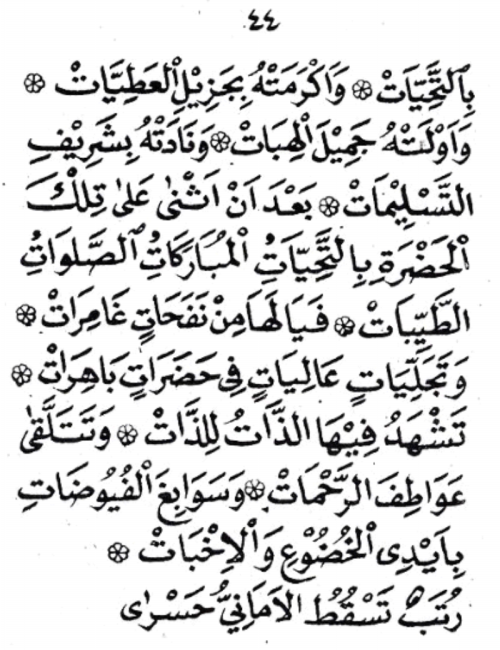 ٤٤
بِالتَّحِيَّاتْ ۞ وَاَكْرَمَتْهُ بِجَزِيْلِ الْعَطِيَّاتْ ۞
وَاَوْلَتْهُ جَمِيْلَ الْهِبَاتْ ۞ وَنَادَتْهُ بِشَرِيْفِ
التَّسْلِيْمَاتْ ۞ بَعْدَ اَنْ اَثْنٰى عَلٰى تِلْكَ
الْحَضْرَةِ بِالتَّحِيَّاتِ الْمُبَارَكَاتِ الصَّلَوَاتِ
الطَّيِّبَاتْ ۞ فَيَالَهَا مِنْ نَفَحَاتٍ غَامِرَاتْ ۞
وَتَجَلِّيَاتٍ عَالِيَاتٍ فِى حَضَرَاتٍ بَاهِرَاتْ ۞
تَشْهَدُ فِيْهَا الذَّاتُ لِلذَّاتْ ۞ وَتَتَلَقّٰى
عَوَاطِفَ الرَّحْمَاتْ ۞ وَسَوَابِغَ الْفُيُوْضَاتِ
بِاَيْدِى الْخُضُوْعِ وَالْاِخْبَاتْ ۞
رُتَبٌ تَسْقُطُ الْاَمَانِيُّ حَسْرٰى